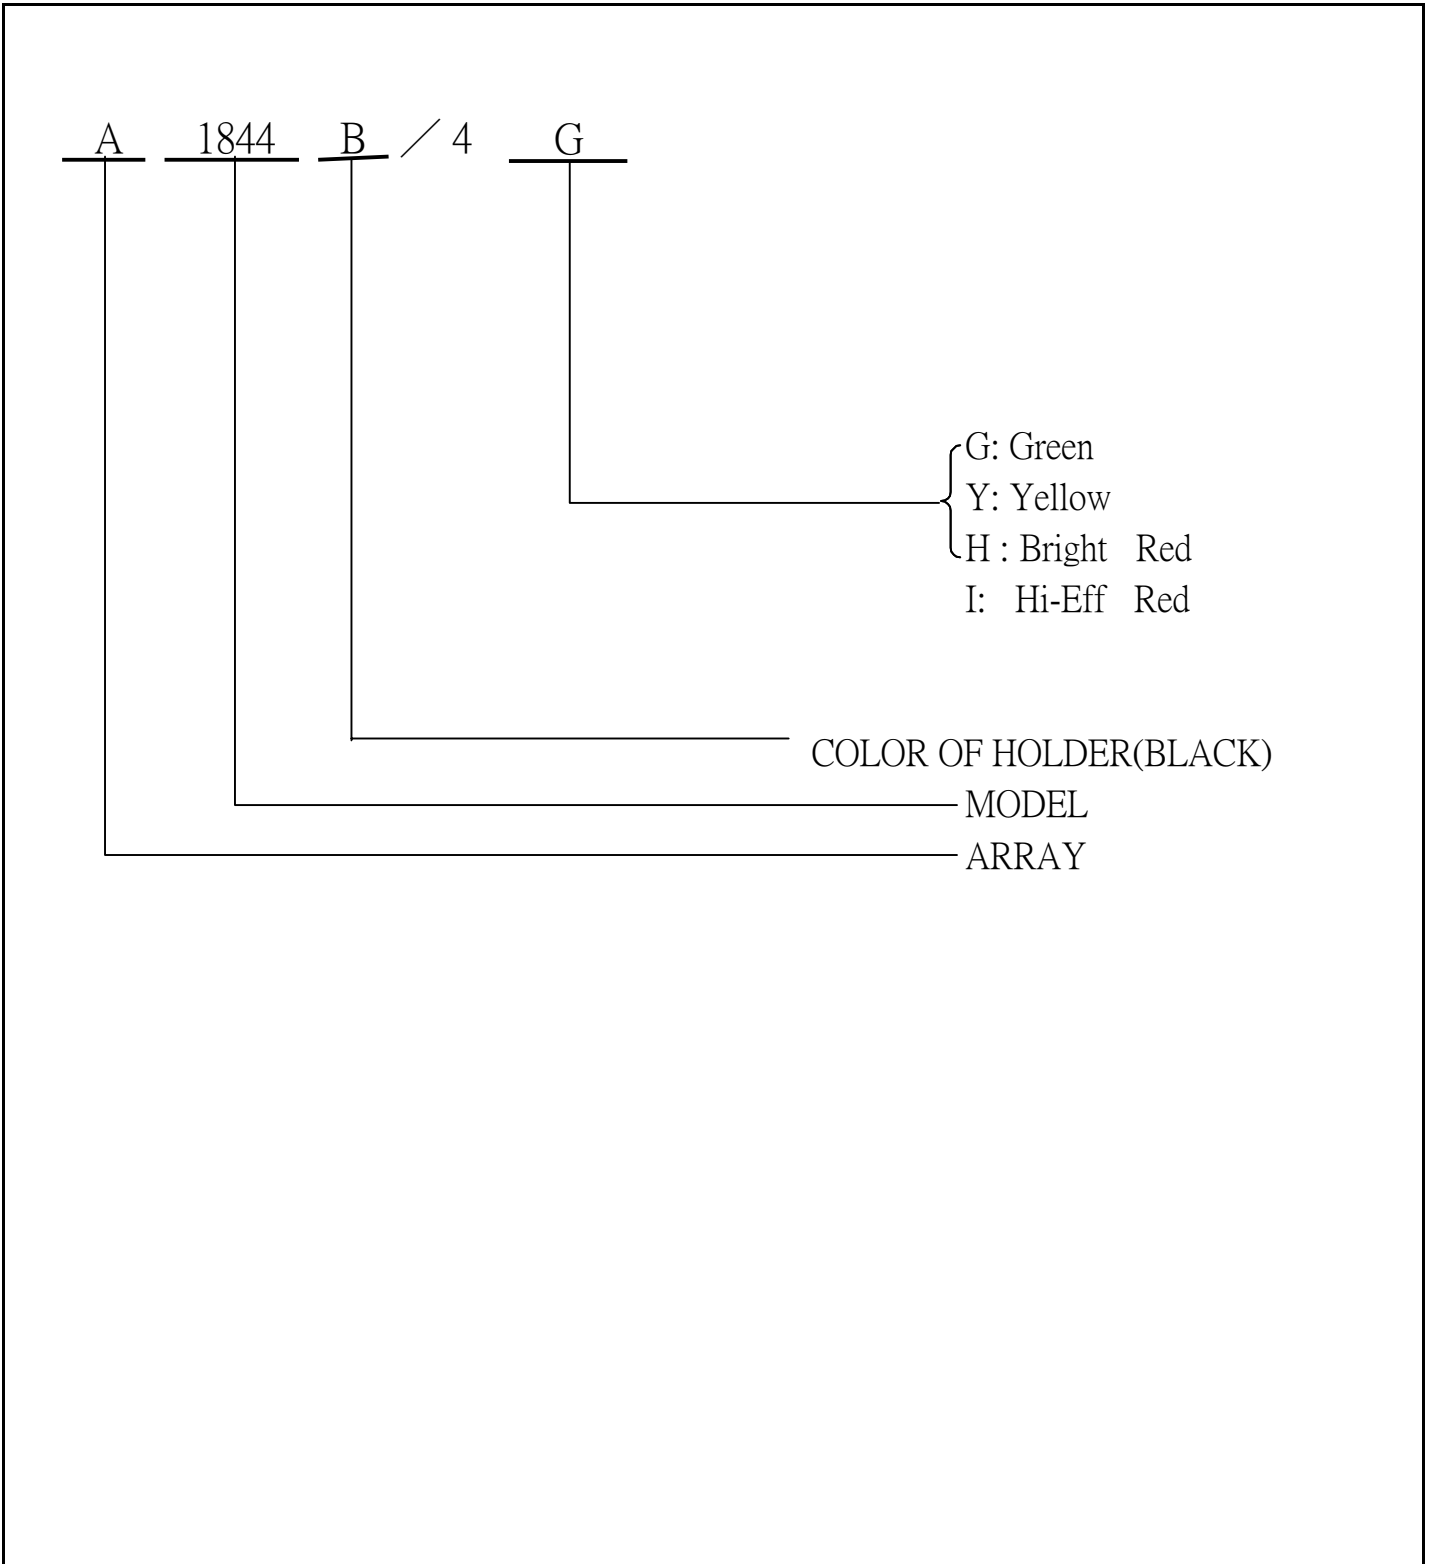 A 1844 B ／ 4 G
G: Green
Y: Yellow
H : Bright Red
I: Hi-Eff Red
COLOR OF HOLDER(BLACK)
MODEL
ARRAY